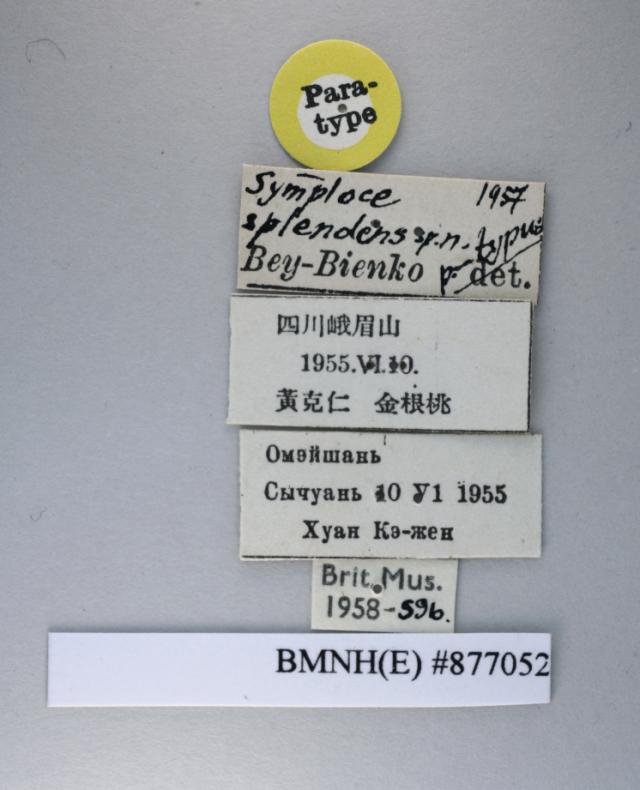 Para-
type
Symploce 1957
splendens sp.n. typus
Bey-Bienko p. det.
四川峨眉山
1955.VI.10.
黃克仁 金根桃
Омэйшань
Сычуань 10 У1 1955
Хуан Кэ-жен
Brit. Mus.
1958-596.
BMNH(E) #877052